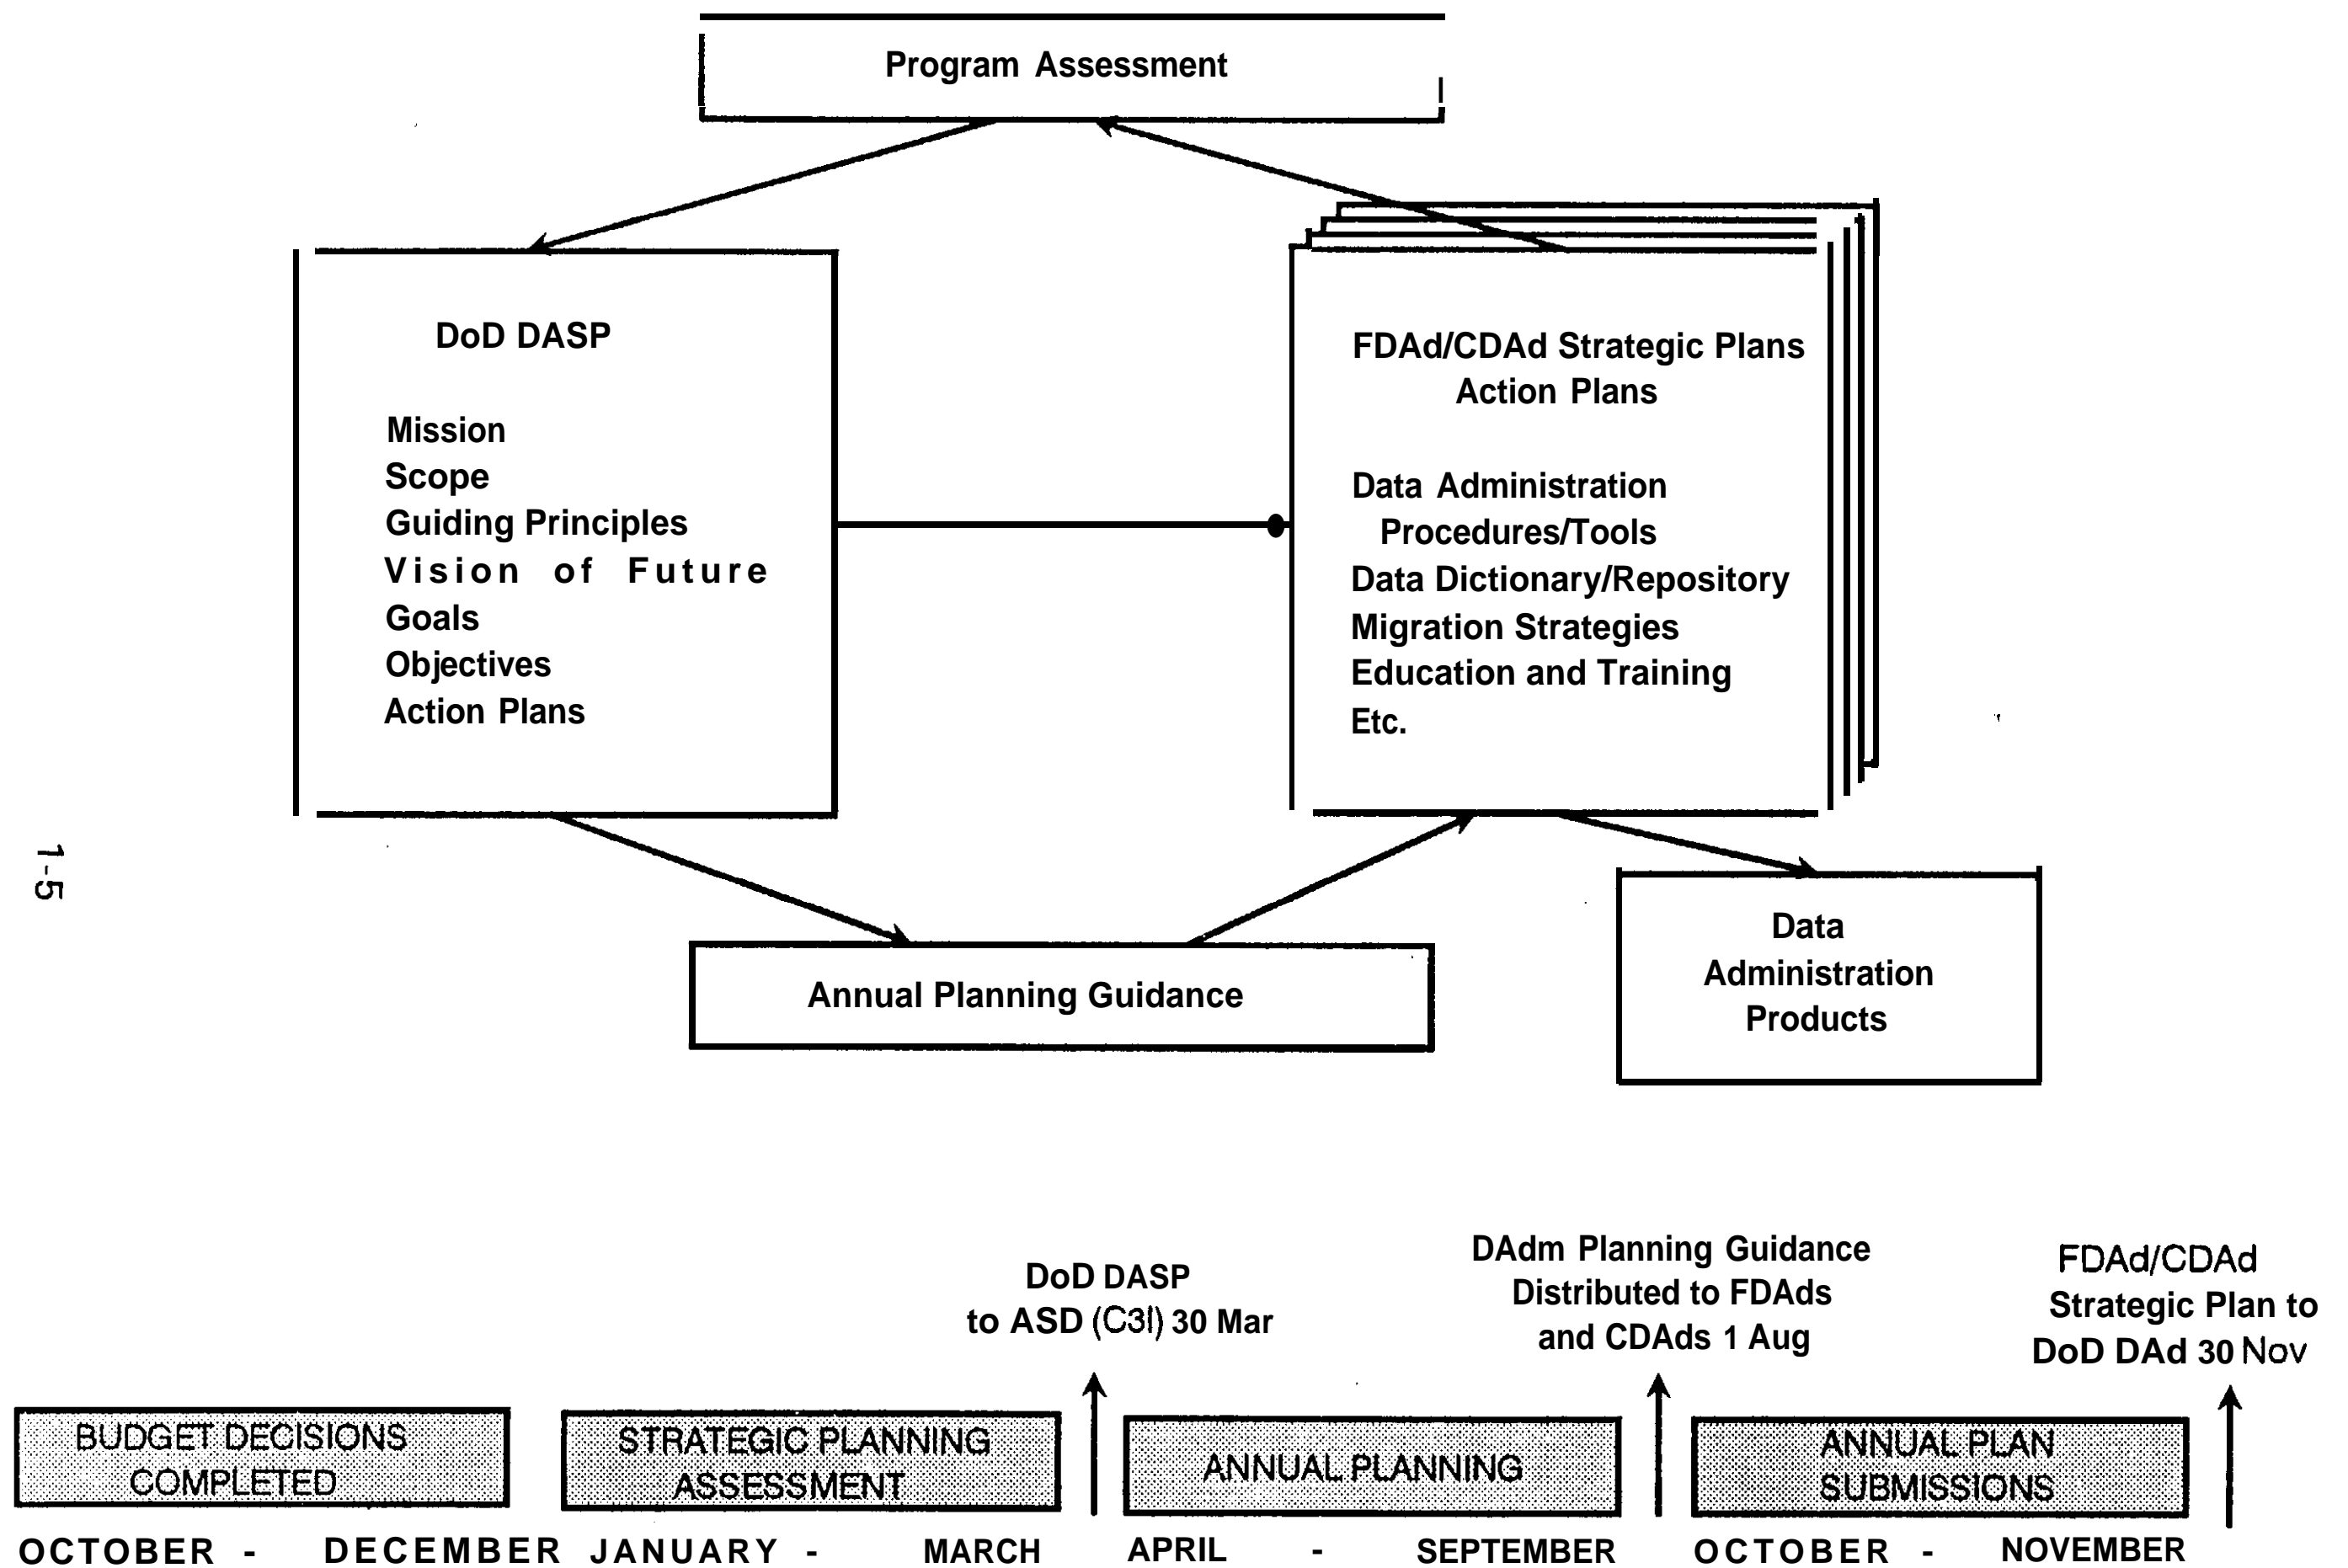 Program Assessment
DoD DASP
Mission
Scope
Guiding Principles
Vision of Future
Goals
Objectives
Action Plans
FDAd/CDAd Strategic Plans
Action Plans
Data Administration
Procedures/Tools
Data Dictionary/Repository
Migration Strategies
Education and Training
Etc.
1-5
Annual Planning Guidance
Data
Administration
Products
DoD DASP
to ASD (C3I) 30 Mar
DAdm Planning Guidance
Distributed to FDAds
and CDAds 1 Aug
FDAd/CDAd
Strategic Plan to
DoD DAd 30 Nov
BUDGET DECISIONS
COMPLETED
STRATEGIC PLANNING
ASSESSMENT
ANNUAL PLANNING
ANNUAL PLAN
SUBMISSIONS
OCTOBER - DECEMBER JANUARY - MARCH APRIL - SEPTEMBER OCTOBER - NOVEMBER